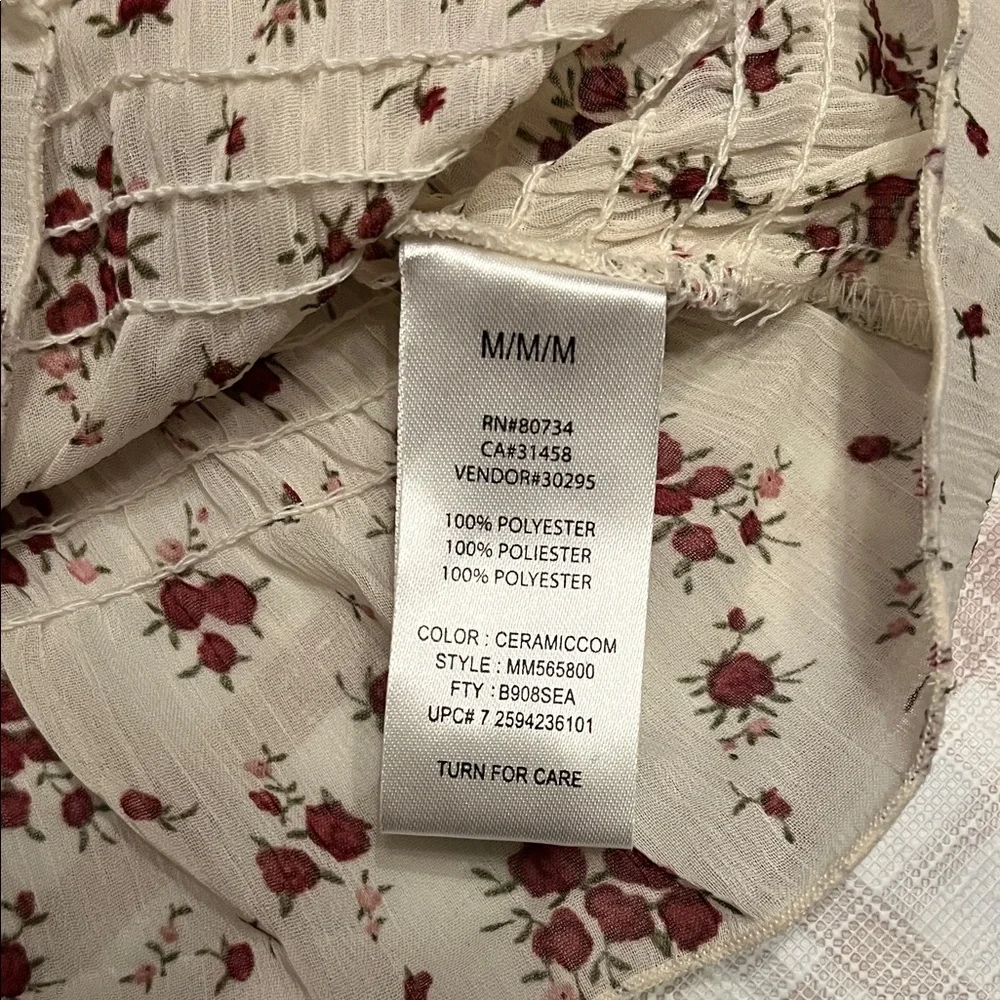 M/M/M
RN#80734
CA#31458
VENDOR#30295
100% POLYESTER
100% POLIESTER
100% POLYESTER
COLOR : CERAMICCOM
STYLE : MM565800
FTY : B908SEA
UPC# 7 2594236101
TURN FOR CARE